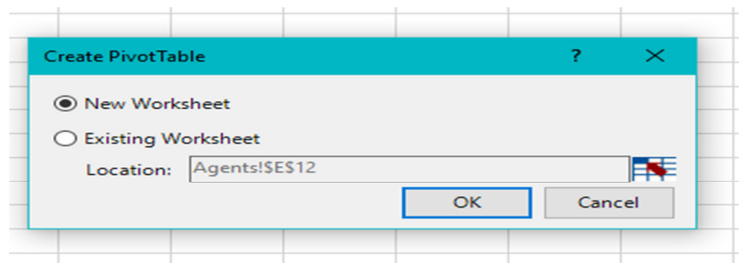 Create PivotTable ?
New Worksheet
Existing Worksheet
Location: Agents!$E$12
OK Cancel